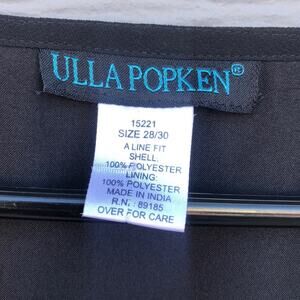 ULLA POPKEN®
15221
SIZE 28/30
A LINE FIT
SHELL:
100% POLYESTER
LINING:
100% POLYESTER
MADE IN INDIA
R.N.: 89185
OVER FOR CARE